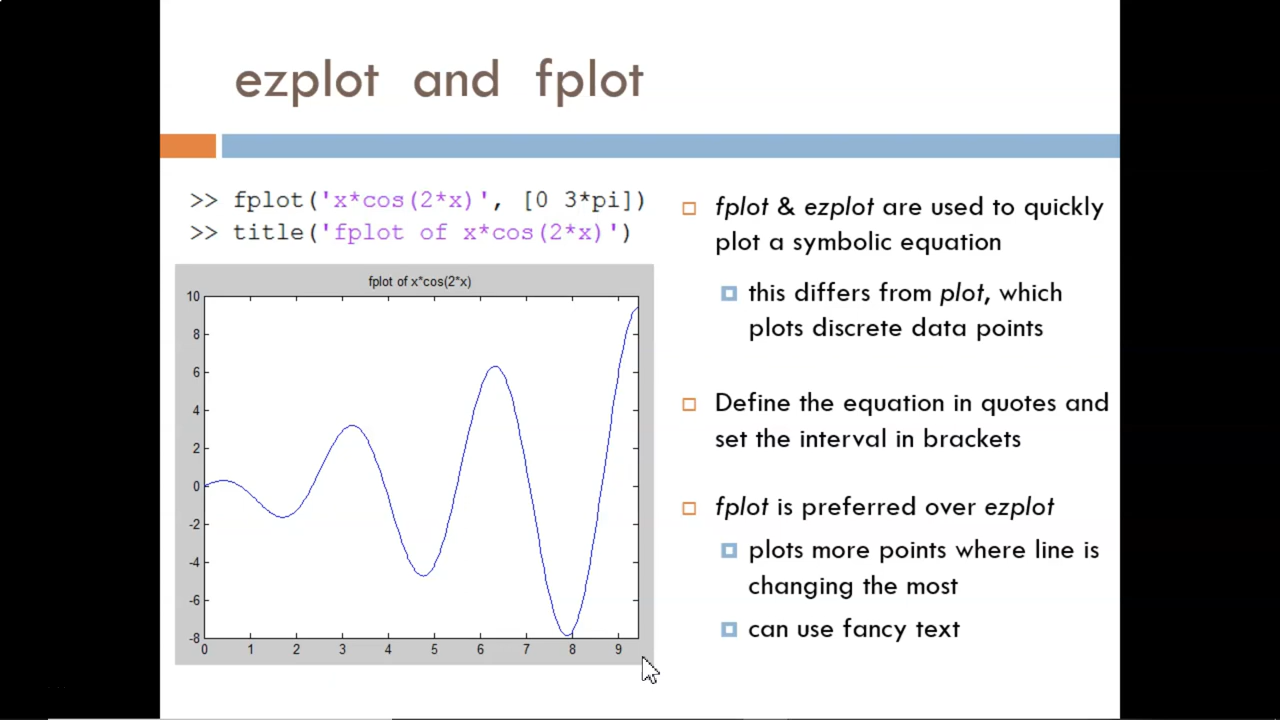 ezplot and fplot
>> fplot('x*cos(2*x)', [0 3*pi])
>> title('fplot of x*cos(2*x)')
fplot of x*cos(2*x)
10
8
6
4
2
0
-2
-4
-6
-8
0 1 2 3 4 5 6 7 8 9
fplot & ezplot are used to quickly
plot a symbolic equation
this differs from plot, which
plots discrete data points
Define the equation in quotes and
set the interval in brackets
fplot is preferred over ezplot
plots more points where line is
changing the most
can use fancy text